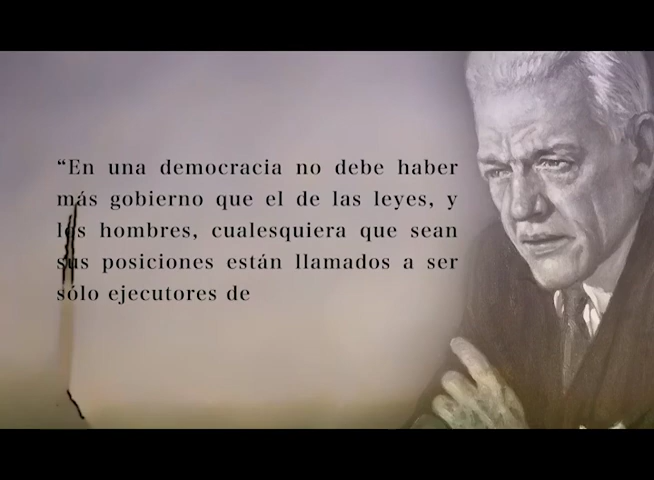 “En una democracia no debe haber
más gobierno que el de las leyes, y
los hombres, cualesquiera que sean
sus posiciones están llamados a ser
sólo ejecutores de